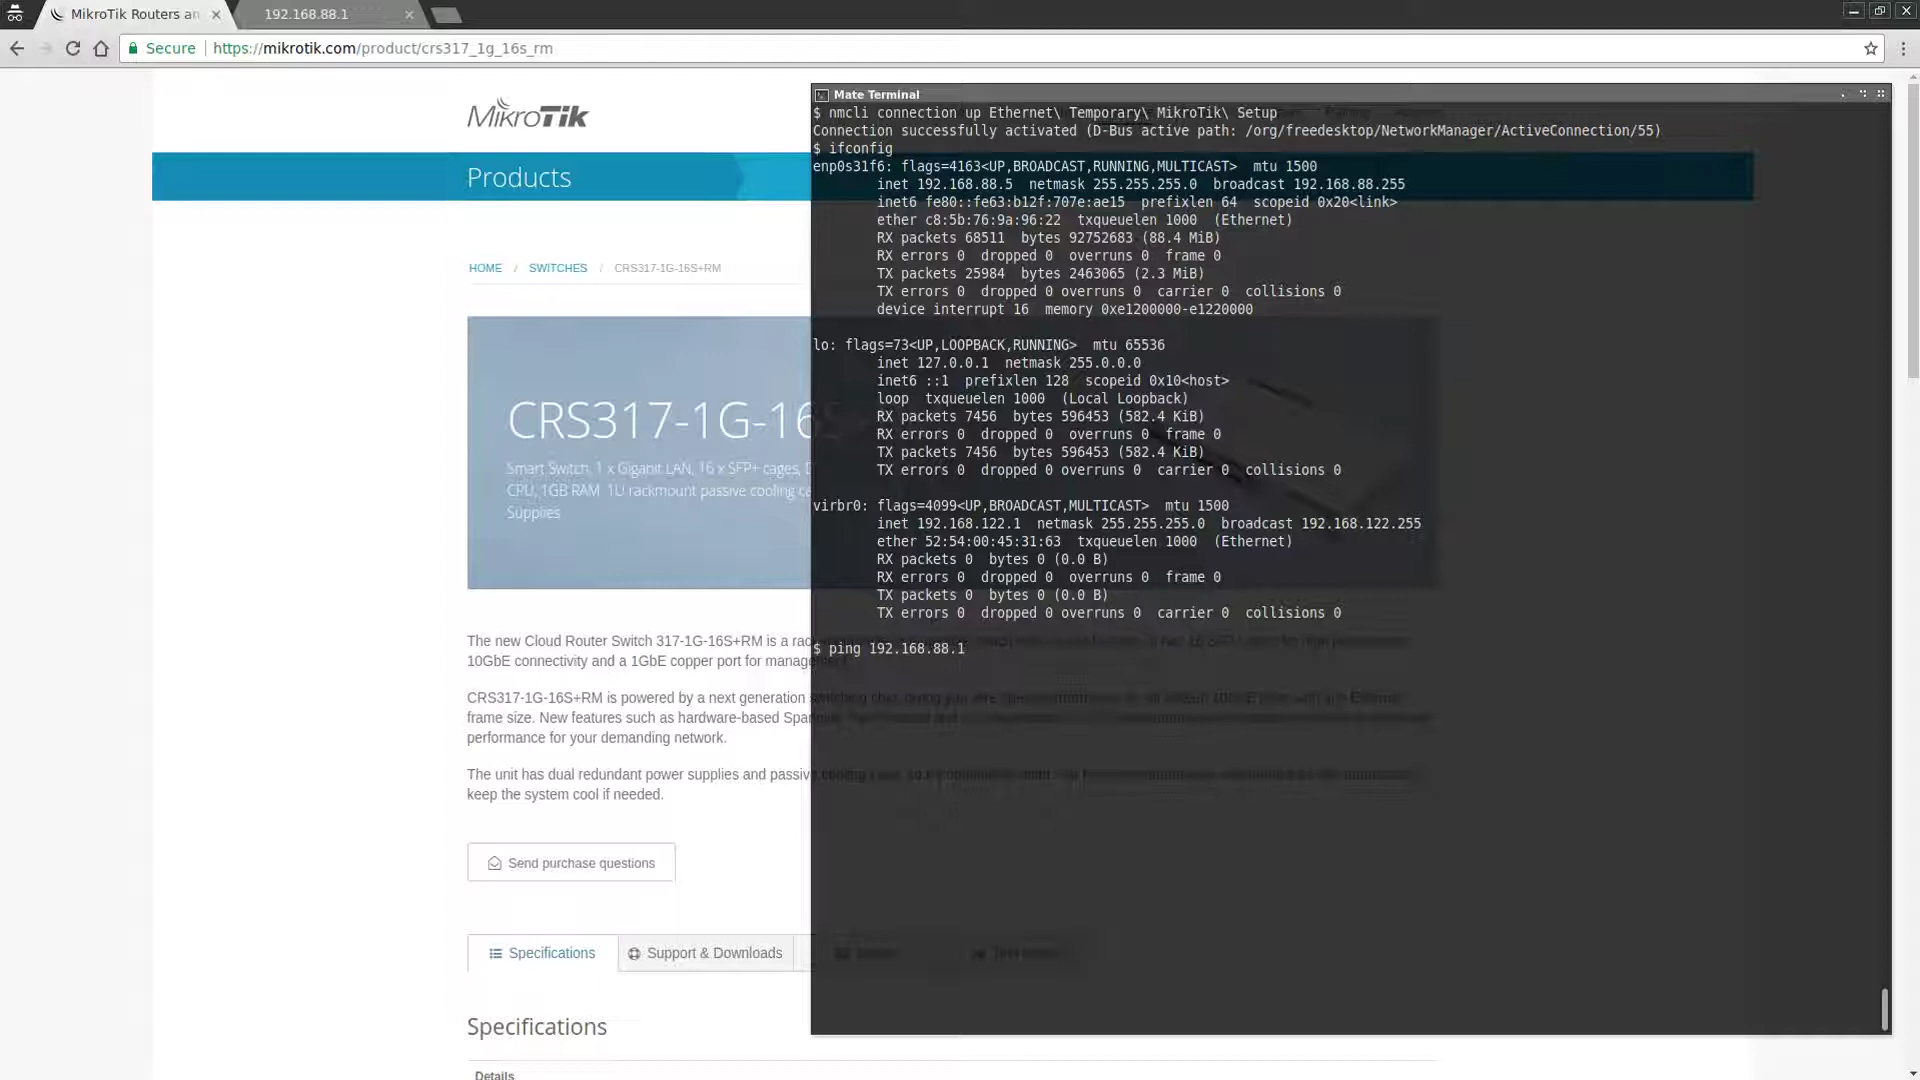 MikroTik Routers an
192.168.88.1
Secure
https://mikrotik.com/product/crs317_1g_16s_rm
MikroTik
Products
HOME / SWITCHES / CRS317-1G-16S+RM
CRS317-1G-16S
Smart Switch, 1 x Gigabit LAN, 16 x SFP+ cages, D
CPU, 1GB RAM, 1U rackmount passive cooling ca
Supplies
The new Cloud Router Switch 317-1G-16S+RM is a rac
10GbE connectivity and a 1GbE copper port for management.
CRS317-1G-16S+RM is powered by a next generation switching chip,
frame size. New features such as hardware-based Span
performance for your demanding network.
The unit has dual redundant power supplies and passive cooling
keep the system cool if needed.
Send purchase questions
Specifications
Support & Downloads
Specifications
Details
Mate Terminal
$ nmcli connection up Ethernet\ Temporary\ MikroTik\ Setup
Connection successfully activated (D-Bus active path: /org/freedesktop/NetworkManager/ActiveConnection/55)
$ ifconfig
enp0s31f6: flags=4163<UP,BROADCAST,RUNNING,MULTICAST>  mtu 1500
inet 192.168.88.5  netmask 255.255.255.0  broadcast 192.168.88.255
inet6 fe80::fe63:b12f:707e:ae15  prefixlen 64  scopeid 0x20<link>
ether c8:5b:76:9a:96:22  txqueuelen 1000  (Ethernet)
RX packets 68511  bytes 92752683 (88.4 MiB)
RX errors 0  dropped 0  overruns 0  frame 0
TX packets 25984  bytes 2463065 (2.3 MiB)
TX errors 0  dropped 0 overruns 0  carrier 0  collisions 0
device interrupt 16  memory 0xe1200000-e1220000
lo: flags=73<UP,LOOPBACK,RUNNING>  mtu 65536
inet 127.0.0.1  netmask 255.0.0.0
inet6 ::1  prefixlen 128  scopeid 0x10<host>
loop  txqueuelen 1000  (Local Loopback)
RX packets 7456  bytes 596453 (582.4 KiB)
RX errors 0  dropped 0  overruns 0  frame 0
TX packets 7456  bytes 596453 (582.4 KiB)
TX errors 0  dropped 0 overruns 0  carrier 0  collisions 0
virbr0: flags=4099<UP,BROADCAST,MULTICAST>  mtu 1500
inet 192.168.122.1  netmask 255.255.255.0  broadcast 192.168.122.255
ether 52:54:00:45:31:63  txqueuelen 1000  (Ethernet)
RX packets 0  bytes 0 (0.0 B)
RX errors 0  dropped 0  overruns 0  frame 0
TX packets 0  bytes 0 (0.0 B)
TX errors 0  dropped 0 overruns 0  carrier 0  collisions 0
$ ping 192.168.88.1